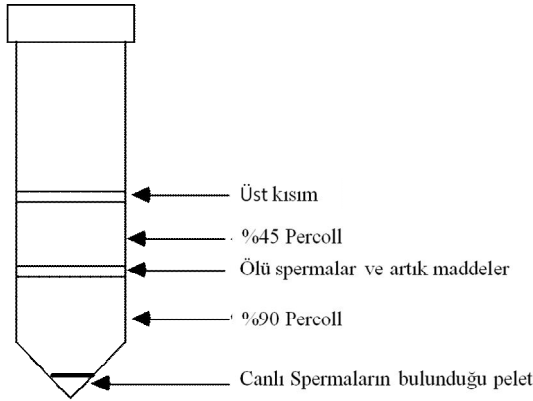 Üst kısım
%45 Percoll
Ölü spermalar ve artık maddeler
%90 Percoll
Canlı Spermaların bulunduğu pelet